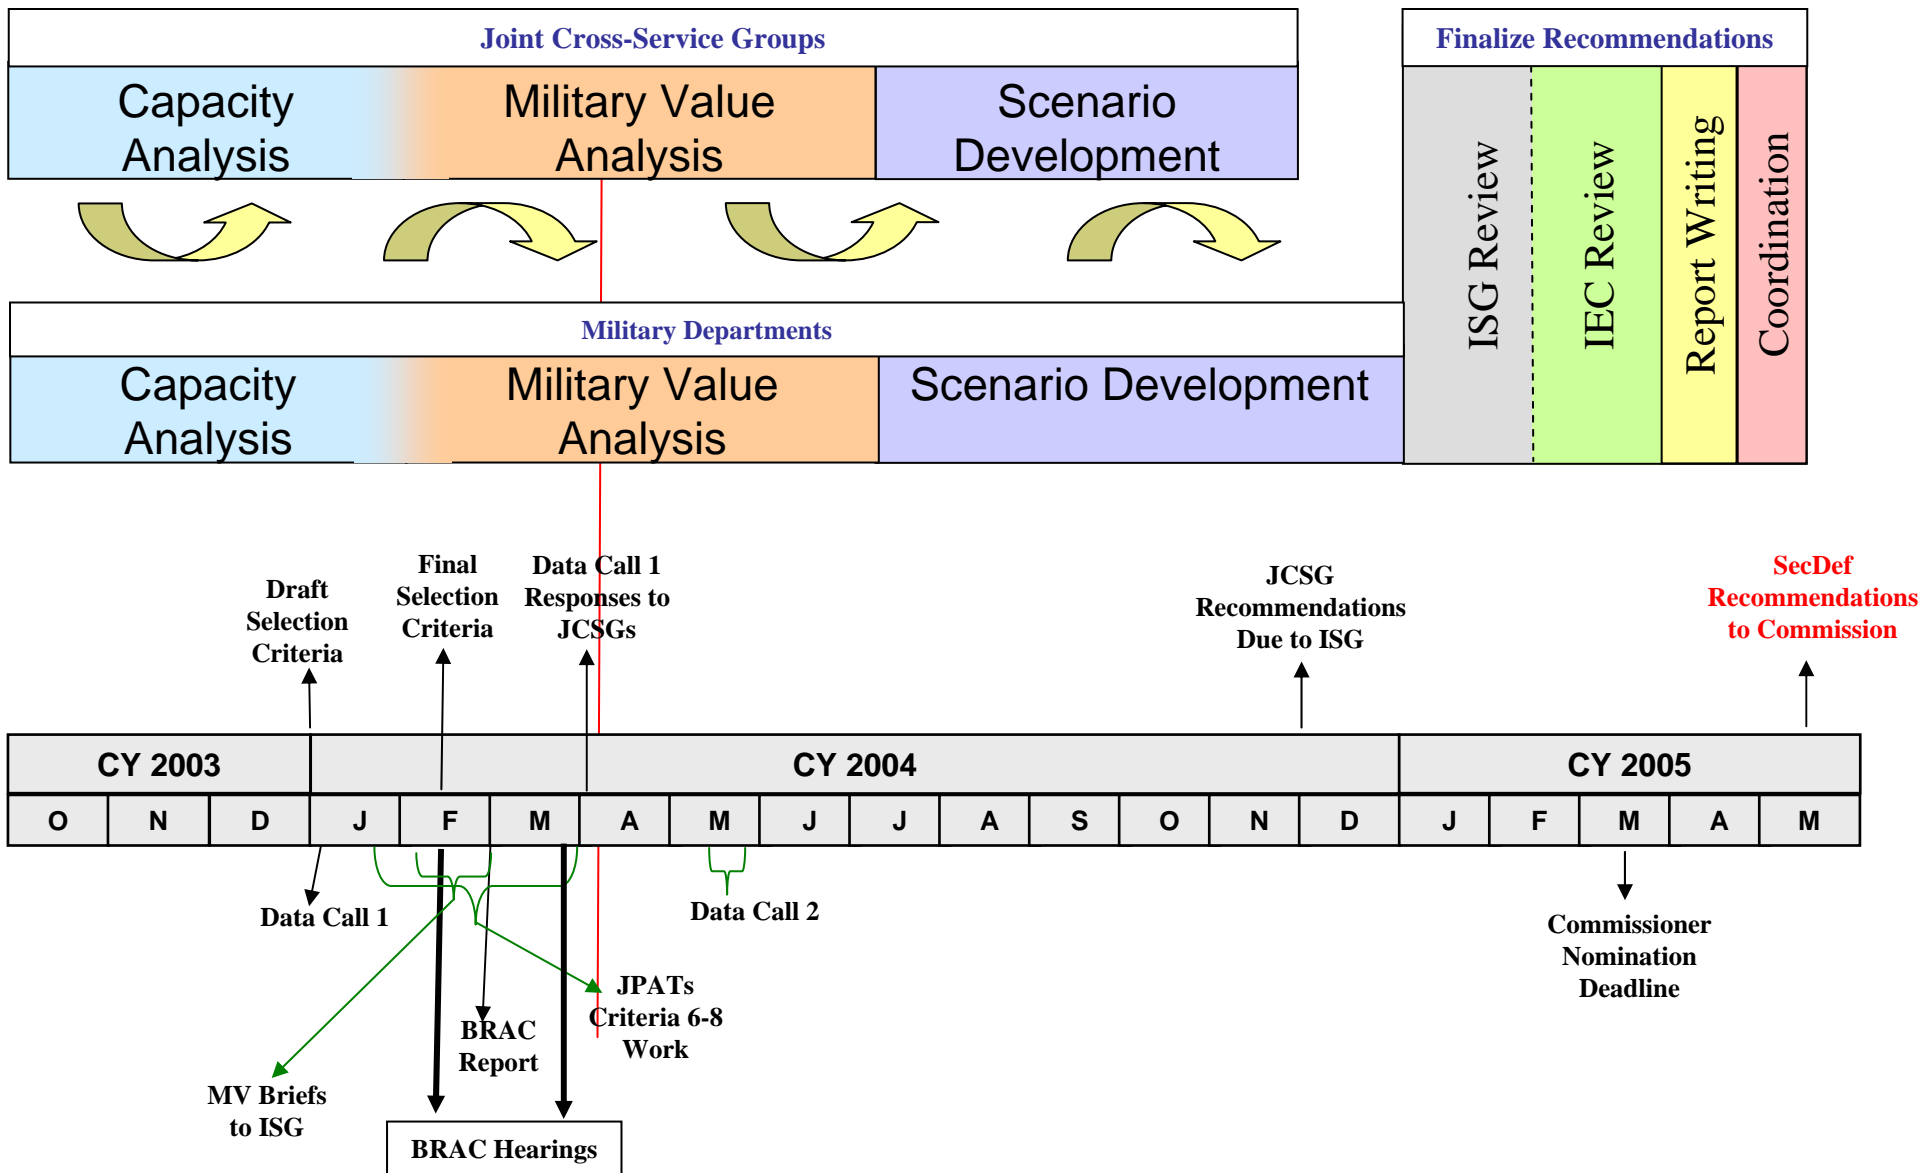 Joint Cross-Service Groups
Finalize Recommendations
Capacity
Analysis
Military Value
Analysis
Scenario
Development
ISG Review
IEC Review
Report Writing
Coordination
Military Departments
Capacity
Analysis
Military Value
Analysis
Scenario Development
Draft
Selection
Criteria
Final
Selection
Criteria
Data Call 1
Responses to
JCSGs
JCSG
Recommendations
Due to ISG
SecDef
Recommendations
to Commission
CY 2003
CY 2004
CY 2005
O N D J F M A M J J A S O N D J F M A M
Data Call 1
Data Call 2
Commissioner
Nomination
Deadline
JPATs
Criteria 6-8
Work
BRAC
Report
MV Briefs
to ISG
BRAC Hearings